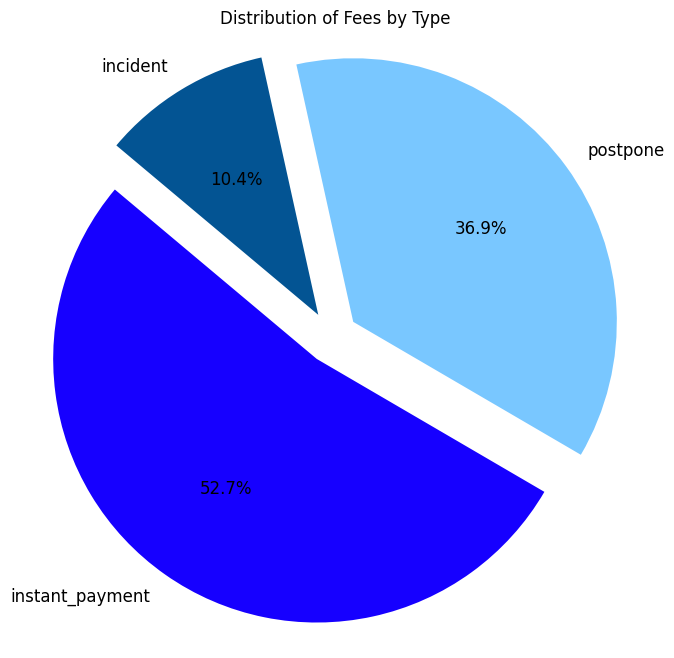 Distribution of Fees by Type
incident
postpone
10.4%
36.9%
52.7%
instant_payment